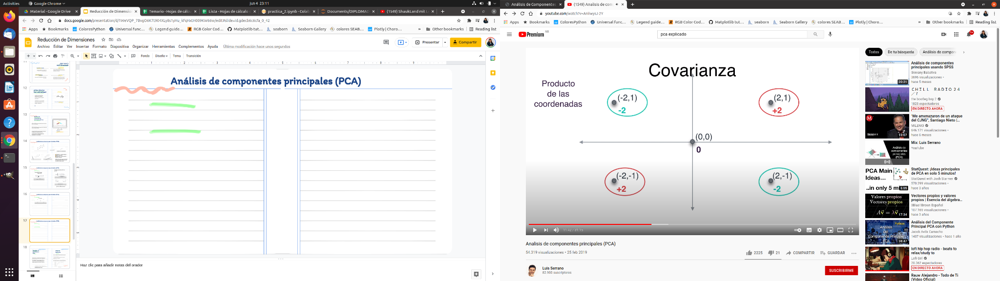 Activities
Google Chrome
Jun 4 23:11
Material - Google Drive
Reducción de Dimension
Temario - Hojas de cálcu
Lista - Hojas de cálculo
practica_2.ipynb - Colab
Documents/DIPLOMAD
(1549) ShuukLand mit L
docs.google.com/presentation/d/1WeVQP_7BvgO6K7t904XLy8s1yHu_kFqHxtH009KW66w/edit#slide=id.gdecb6c6cfa_0_42
Apps
Bookmarks
ColoresPython
Universal func...
Legend guide...
RGB Color Cod...
Matplotlib tut...
seaborn
Seaborn Gallery
colores SEAB...
Plotly | Choro...
»
Other bookmarks
Reading list
Reducción de Dimensiones
Archivo
Editar
Ver
Insertar
Formato
Diapositiva
Organizar
Herramientas
Complementos
Ayuda
Última modificación hace unos segundos
Presentar
Compartir
Fondo
Diseño
Tema
Transición
12
13
14
15
16
17
18
Análisis de componentes principales (PCA)
Haz clic para añadir notas del orador
Análisis de Componentes
(1549) Analisis de com
youtube.com/watch?v=AniiwysJ-2Y
Apps
Bookmarks
ColoresPython
Universal func...
Legend guide...
RGB Color Cod...
Matplotlib tut...
seaborn
Seaborn Gallery
colores SEAB...
Plotly | Choro...
»
Other bookmarks
Reading list
Premium MX
pca explicado
9+
Covarianza
Producto
de las
coordenadas
(-2,1)
-2
(2,1)
+2
(0,0)
0
(-2,-1)
+2
(2,-1)
-2
11:42 / 31:15
Analisis de componentes principales (PCA)
54.319 visualizaciones • 25 feb 2019
2225
21
COMPARTIR
GUARDAR
Luis Serrano
82.900 suscriptores
SUSCRIBIRME
Todos
De tu búsqueda
Análisis de compon
20:21
Análisis de componentes
principales usando SPSS
Giovany Babativa
3695 visualizaciones •
hace 5 meses
CHILL RADIO 24
/7
the bootleg boy 2
1823 espectadores
EN DIRECTO AHORA
13:07
"Me amenazaron de un ataque
del CJNG", Santiago Nieto |...
MILENIO
646.171 visualizaciones •
hace 6 meses
Análisis de
componentes
principales
(PCA)
Mix: Luis Serrano
YouTube
PCA Main
Ideas...
..in only 5 m
6:05
StatQuest: ¡Ideas principales
de PCA en solo 5 minutos!
StatQuest with Josh Starmer
570.299 visualizaciones •
hace 3 años
Valores propios y
Vectores propios
Av⃗ = λv⃗
17:34
Vectores propios y valores
propios | Esencia del álgebra...
3Blue1Brown Español
107.165 visualizaciones •
hace 3 años
Python
Análisis
del
Componente Principal
PCA
38:47
Análisis del Componente
Principal PCA con Python
Jacob Avila Camacho
1437 visualizaciones • hace 1 año
lofi hip hop radio - beats to
relax/study to
Lofi Girl
20.362 espectadores
EN DIRECTO AHORA
Rauw Alejandro - Todo de Ti
(Video Oficial)